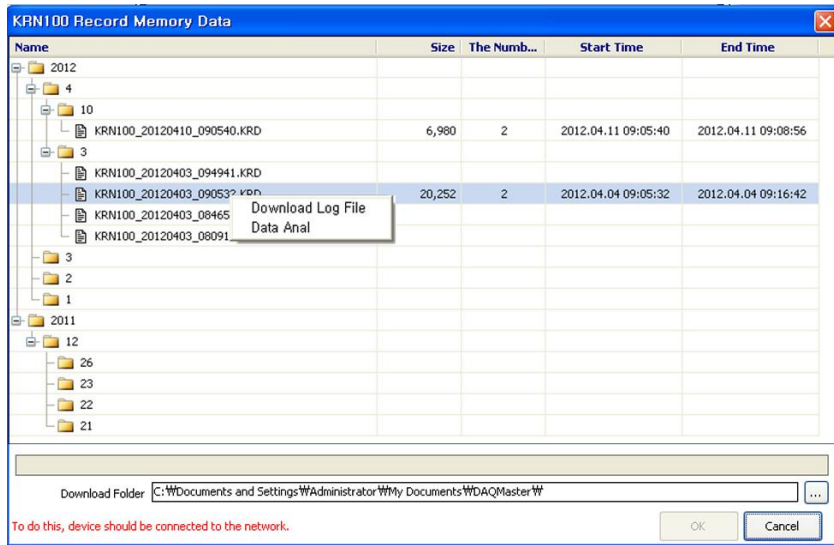 KRN100 Record Memory Data
Name Size The Numb... Start Time End Time
2012
4
10
KRN100_20120410_090540.KRD 6,980 2 2012.04.11 09:05:40 2012.04.11 09:08:56
3
KRN100_20120403_094941.KRD
KRN100_20120403_090532.KRD 20,252 2 2012.04.04 09:05:32 2012.04.04 09:16:42
Download Log File
KRN100_20120403_08465
Data Anal
KRN100_20120403_08091
3
2
1
2011
12
26
23
22
21
Download Folder C:₩Documents and Settings₩Administrator₩My Documents₩DAQMaster₩ ...
To do this, device should be connected to the network. OK Cancel